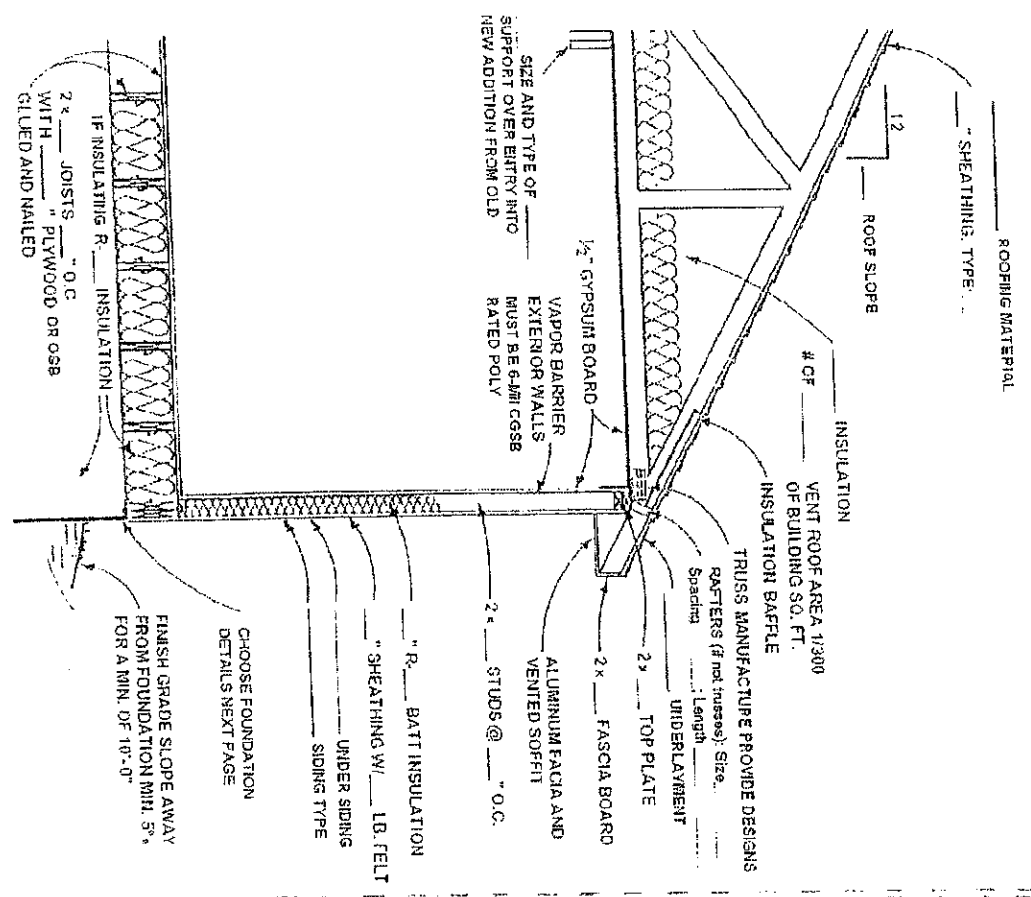 ROOFING MATERIAL
" SHEATHING, TYPE
12
ROOF SLOPE
INSULATION
# OF VENT ROOF AREA 1/300
OF BUILDING SQ. FT.
INSULATION BAFFLE
TRUSS MANUFACTURE PROVIDE DESIGNS
RAFTERS (if not trusses): Size
Spacing : Length
UNDERLAYMENT
2 x TOP PLATE
2 x FASCIA BOARD
ALUMINUM FACIA AND
VENTED SOFFIT
SIZE AND TYPE OF
SUPPORT OVER ENTRY INTO
NEW ADDITION FROM OLD
½" GYPSUM BOARD
VAPOR BARRIER
EXTERIOR WALLS
MUST BE 6-Mil CGSB
RATED POLY
2 x STUDS @ " O.C.
" R- BATT INSULATION
" SHEATHING W/ LB. FELT
UNDER SIDING
SIDING TYPE
CHOOSE FOUNDATION
DETAILS NEXT PAGE
FINISH GRADE SLOPE AWAY
FROM FOUNDATION MIN. 5%
FOR A MIN. OF 10'-0"
IF INSULATING R- INSULATION
2 x JOISTS " O.C
WITH " PLYWOOD OR OSB
GLUED AND NAILED